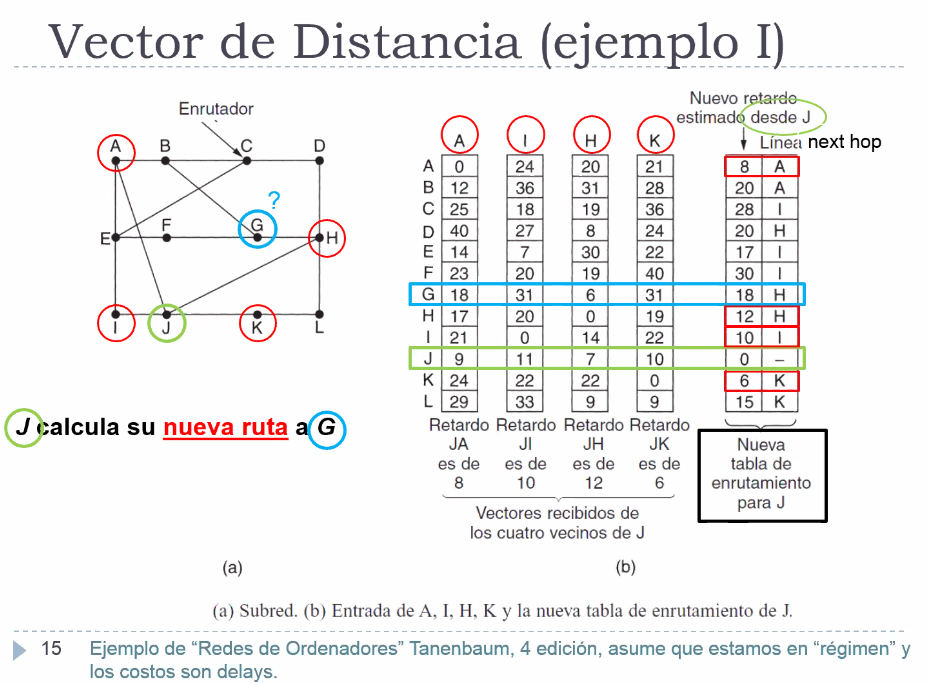 Vector de Distancia (ejemplo I)
Enrutador
A B C D
?
E F G H
I J K L
J calcula su nueva ruta a G
(a)
Nuevo retardo
estimado desde J
Línea next hop
A I H K
A 0 24 20 21 8 A
B 12 36 31 28 20 A
C 25 18 19 36 28 I
D 40 27 8 24 20 H
E 14 7 30 22 17 I
F 23 20 19 40 30 I
G 18 31 6 31 18 H
H 17 20 0 19 12 H
I 21 0 14 22 10 I
J 9 11 7 10 0 –
K 24 22 22 0 6 K
L 29 33 9 9 15 K
Retardo Retardo Retardo Retardo
JA JI JH JK
es de es de es de es de
8 10 12 6
Vectores recibidos de
los cuatro vecinos de J
Nueva
tabla de
enrutamiento
para J
(b)
(a) Subred. (b) Entrada de A, I, H, K y la nueva tabla de enrutamiento de J.
15 Ejemplo de “Redes de Ordenadores” Tanenbaum, 4 edición, asume que estamos en “régimen” y
los costos son delays.